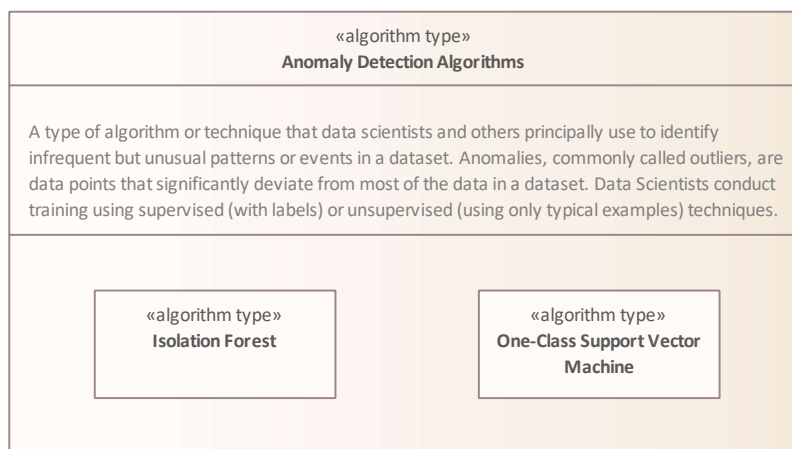 «algorithm type»
Anomaly Detection Algorithms
A type of algorithm or technique that data scientists and others principally use to identify
infrequent but unusual patterns or events in a dataset. Anomalies, commonly called outliers, are
data points that significantly deviate from most of the data in a dataset. Data Scientists conduct
training using supervised (with labels) or unsupervised (using only typical examples) techniques.
«algorithm type»
Isolation Forest
«algorithm type»
One-Class Support Vector
Machine